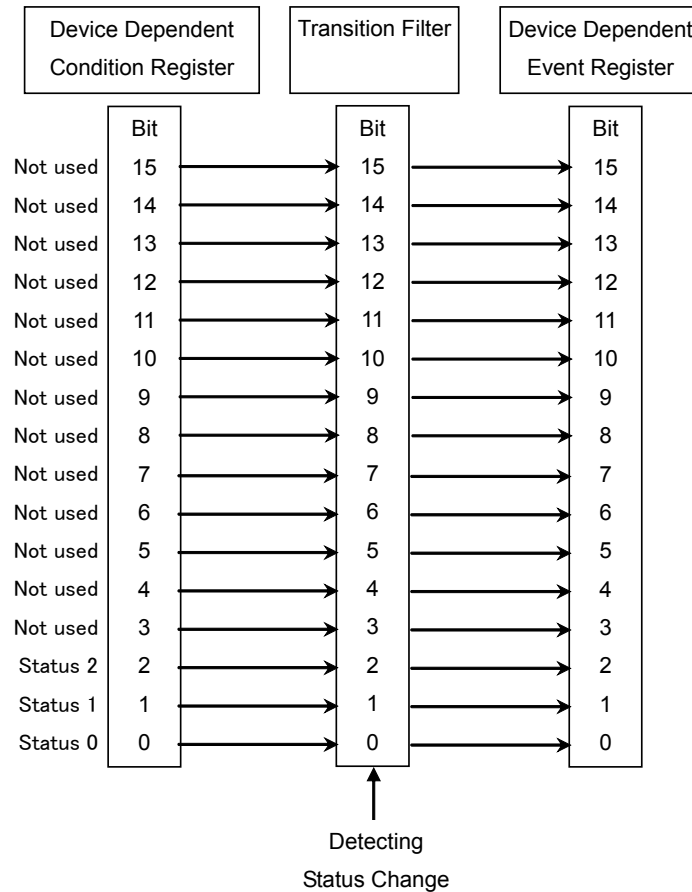 Device Dependent
Condition Register
Transition Filter
Device Dependent
Event Register
Bit Bit Bit
Not used 15 15 15
Not used 14 14 14
Not used 13 13 13
Not used 12 12 12
Not used 11 11 11
Not used 10 10 10
Not used 9 9 9
Not used 8 8 8
Not used 7 7 7
Not used 6 6 6
Not used 5 5 5
Not used 4 4 4
Not used 3 3 3
Status 2 2 2 2
Status 1 1 1 1
Status 0 0 0 0
Detecting
Status Change